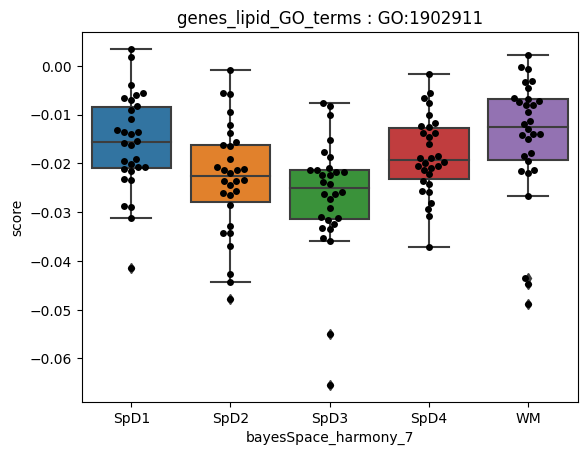 genes_lipid_GO_terms : GO:1902911
0.00
−0.01
−0.02
−0.03
−0.04
−0.05
−0.06
score
SpD1 SpD2 SpD3 SpD4 WM
bayesSpace_harmony_7